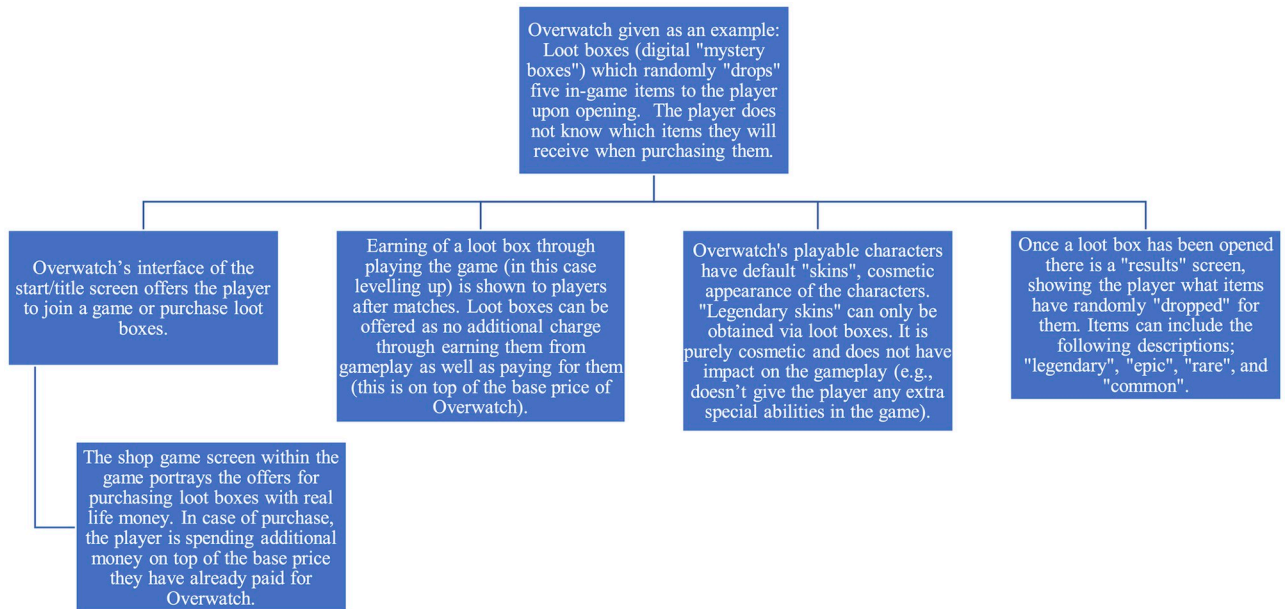 Overwatch given as an example:
Loot boxes (digital "mystery
boxes") which randomly "drops"
five in-game items to the player
upon opening.  The player does
not know which items they will
receive when purchasing them.
Overwatch’s interface of the
start/title screen offers the player
to join a game or purchase loot
boxes.
Earning of a loot box through
playing the game (in this case
levelling up) is shown to players
after matches. Loot boxes can be
offered as no additional charge
through earning them from
gameplay as well as paying for them
(this is on top of the base price of
Overwatch).
Overwatch's playable characters
have default "skins", cosmetic
appearance of the characters.
"Legendary skins" can only be
obtained via loot boxes. It is
purely cosmetic and does not have
impact on the gameplay (e.g.,
doesn’t give the player any extra
special abilities in the game).
Once a loot box has been opened
there is a "results" screen,
showing the player what items
have randomly "dropped" for
them. Items can include the
following descriptions;
"legendary", "epic", "rare", and
"common".
The shop game screen within the
game portrays the offers for
purchasing loot boxes with real
life money. In case of purchase,
the player is spending additional
money on top of the base price
they have already paid for
Overwatch.